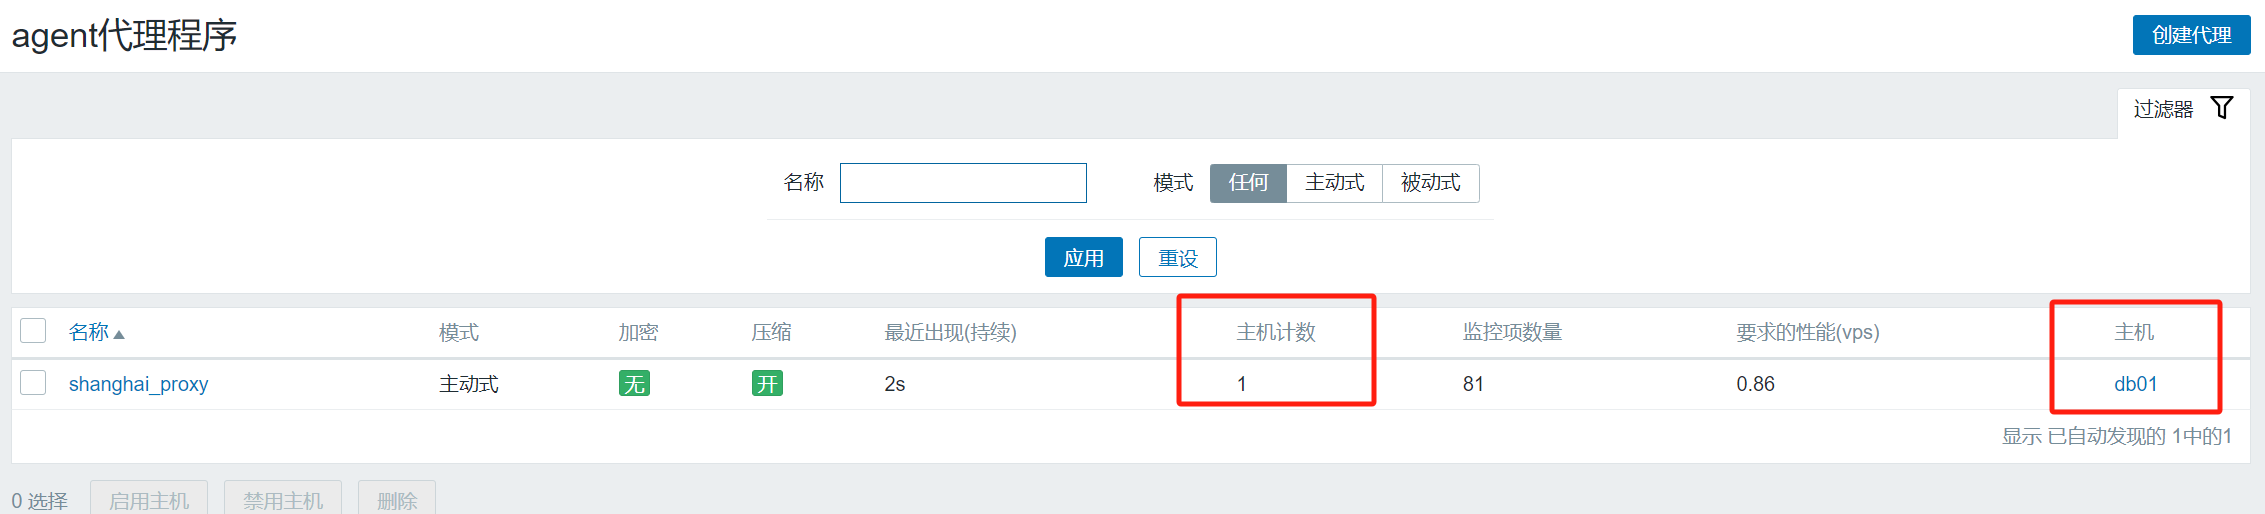 agent代理程序
创建代理
过滤器
名称 模式 任何 主动式 被动式
应用 重设
名称 模式 加密 压缩 最近出现(持续) 主机计数 监控项数量 要求的性能(vps) 主机
shanghai_proxy 主动式 无 开 2s 1 81 0.86 db01
显示 已自动发现的 1中的1
0 选择 启用主机 禁用主机 删除